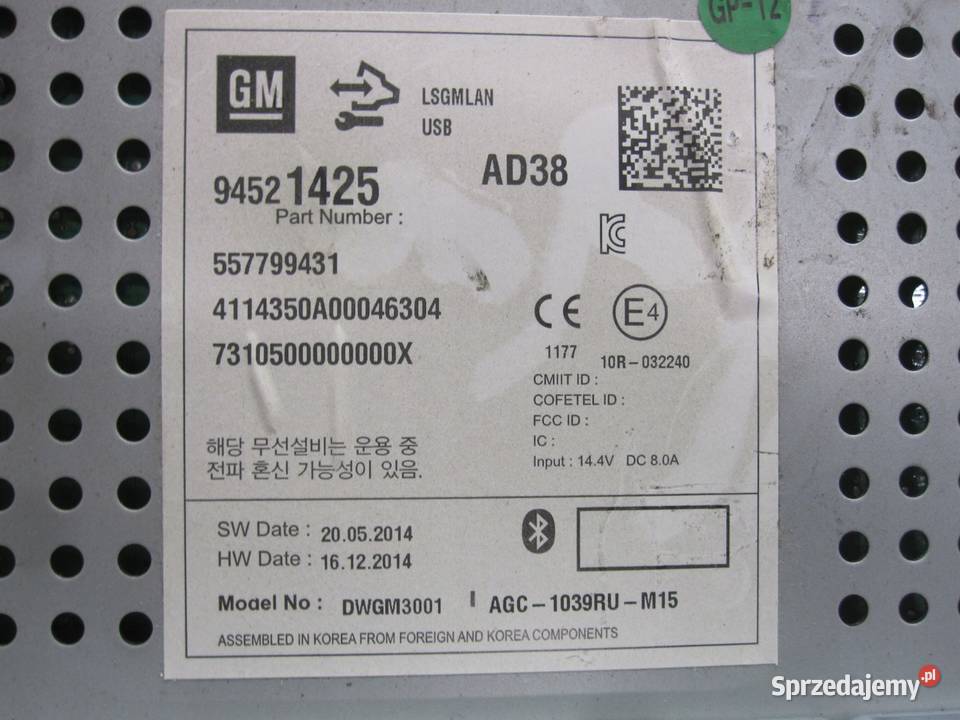 GP-12
GM
LSGMLAN
USB
AD38
94521425
Part Number :
557799431
4114350A00046304
7310500000000X
CE
E4
1177
10R-032240
CMIIT ID :
COFETEL ID :
FCC ID :
IC :
Input : 14.4V DC 8.0A
해당 무선설비는 운용 중
전파 혼신 가능성이 있음.
SW Date : 20.05.2014
HW Date : 16.12.2014
Model No : DWGM3001 AGC-1039RU-M15
ASSEMBLED IN KOREA FROM FOREIGN AND KOREA COMPONENTS
Sprzedajemy.pl